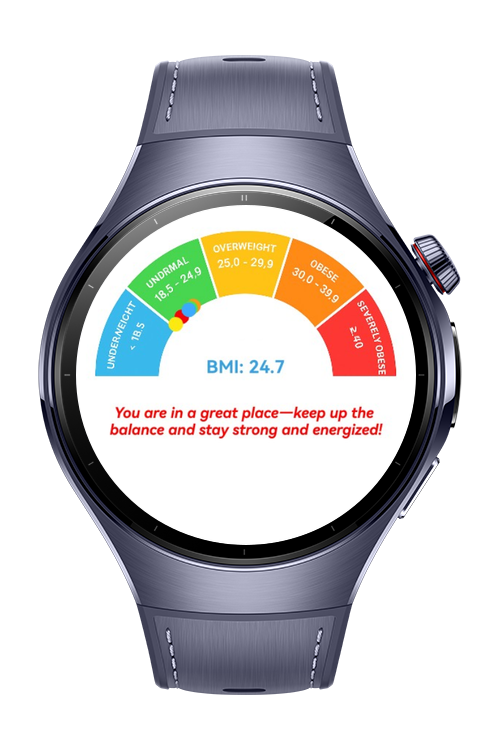 UNDERWEIGHT
< 18.5
UNDRMAL
18,5 - 24.9
OVERWEIGHT
25,0 - 29,9
OBESE
30,0 - 39,9
SEVERELY OBESE
≥.40
BMI: 24.7
You are in a great place—keep up the
balance and stay strong and energized!